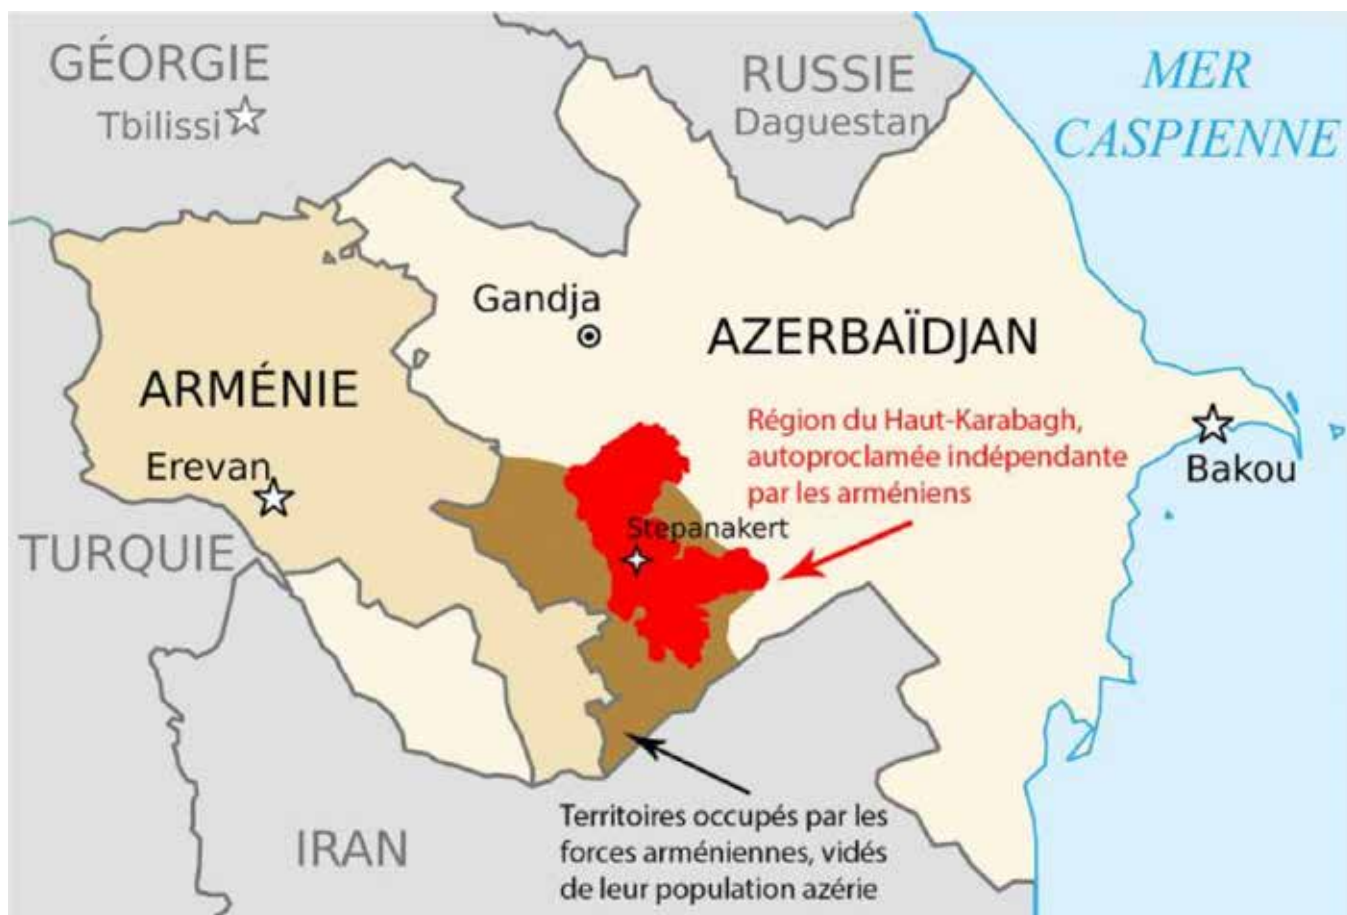 GÉORGIE
Tbilissi
RUSSIE
Daguestan
MER
CASPIENNE
Gandja
AZERBAÏDJAN
ARMÉNIE
Erevan
Région du Haut-Karabagh,
autoproclamée indépendante
par les arméniens
Bakou
Stepanakert
TURQUIE
Territoires occupés par les
forces arméniennes, vidés
de leur population azérie
IRAN